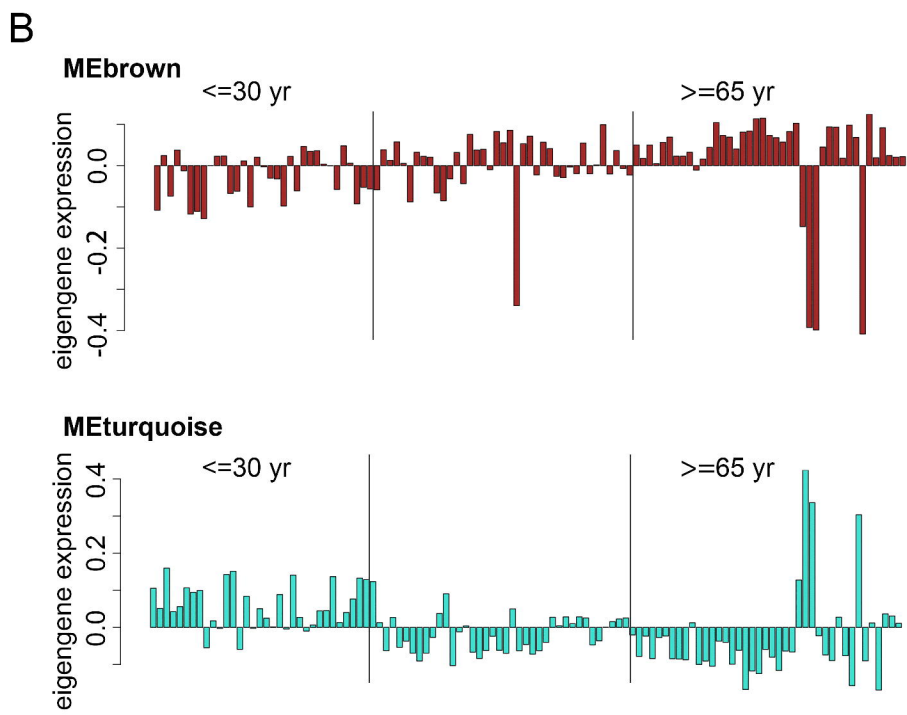 B
MEbrown
<=30 yr
>=65 yr
eigengene expression
0.0
-0.2
-0.4
MEturquoise
<=30 yr
>=65 yr
eigengene expression
0.4
0.2
0.0